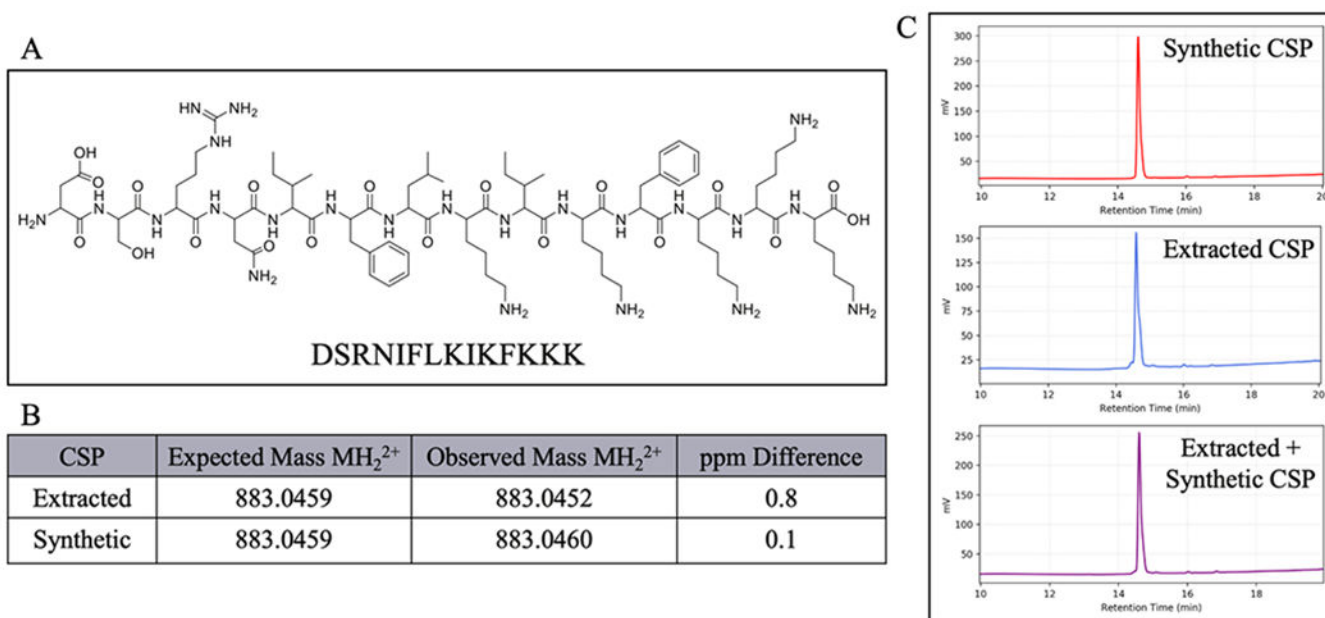 A
HN NH₂
NH₂
NH
OH
O
O O O O O O O
H N H N H N H N H N H N
OH
H₂N N H N H N H N H N H N H N H
O O O O O O O
OH
O
NH₂
NH₂ NH₂ NH₂ NH₂
DSRNIFLKIKFKKK
B
CSP Expected Mass MH₂²⁺ Observed Mass MH₂²⁺ ppm Difference
Extracted 883.0459 883.0452 0.8
Synthetic 883.0459 883.0460 0.1
C
Synthetic CSP
mV
300
250
200
150
100
50
10 12 14 16 18 20
Retention Time (min)
Extracted CSP
mV
150
125
100
75
50
25
10 12 14 16 18 20
Retention Time (min)
Extracted +
Synthetic CSP
mV
250
200
150
100
50
10 12 14 16 18 20
Retention Time (min)